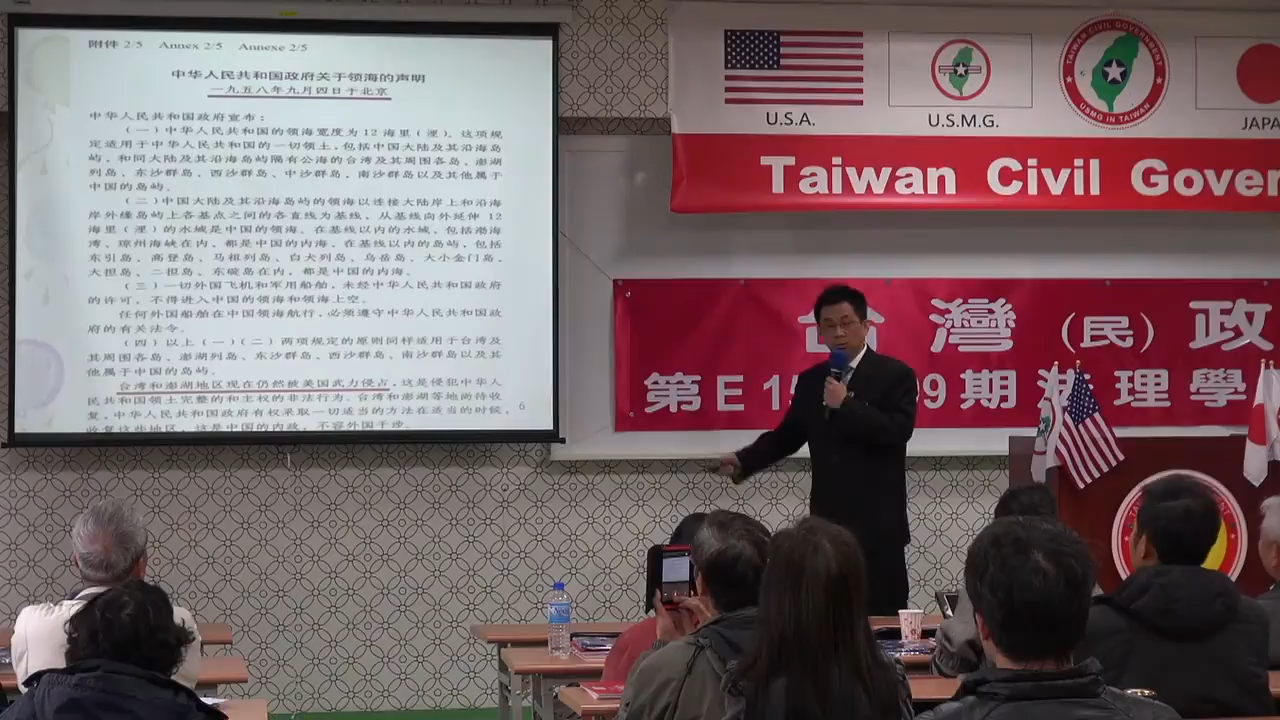 附件 2/5 Annex 2/5 Annexe 2/5
中华人民共和国政府关于领海的声明
一九五八年九月四日于北京
中华人民共和国政府宣布：
（一）中华人民共和国的领海宽度为 12 海里（浬）。这项规
定适用于中华人民共和国的一切领土，包括中国大陆及其沿海岛
屿，和同大陆及其沿海岛屿隔有公海的台湾及其周围各岛、澎湖
列岛、东沙群岛、西沙群岛、中沙群岛、南沙群岛以及其他属于
中国的岛屿。
（二）中国大陆及其沿海岛屿的领海以连接大陆岸上和沿海
岸外缘岛屿上各基点之间的各直线为基线，从基线向外延伸 12
海里（浬）的水域是中国的领海。在基线以内的水域，包括渤海
湾、琼州海峡在内，都是中国的内海。在基线以内的岛屿，包括
东引岛、高登岛、马祖列岛、白犬列岛、乌岳岛、大小金门岛、
大担岛、二担岛、东碇岛在内，都是中国的内海。
（三）一切外国飞机和军用船舶，未经中华人民共和国政府
的许可，不得进入中国的领海和领海上空。
任何外国船舶在中国领海航行，必须遵守中华人民共和国政
府的有关法令。
（四）以上（一）（二）两项规定的原则同样适用于台湾及
其周围各岛、澎湖列岛、东沙群岛、西沙群岛、南沙群岛以及其
他属于中国的岛屿。
台湾和澎湖地区现在仍然被美国武力侵占，这是侵犯中华人
民共和国领土完整的和主权的非法行为。台湾和澎湖等地尚待收
复，中华人民共和国政府有权采取一切适当的方法在适当的时候，
收复这些地区，这是中国的内政，不容外国干涉。
6
U.S.A.
U.S.M.G.
TAIWAN CIVIL GOVERNMENT
USMG IN TAIWAN
JAPA
Taiwan Civil Gover
台灣（民）政
第E15 9期法理學